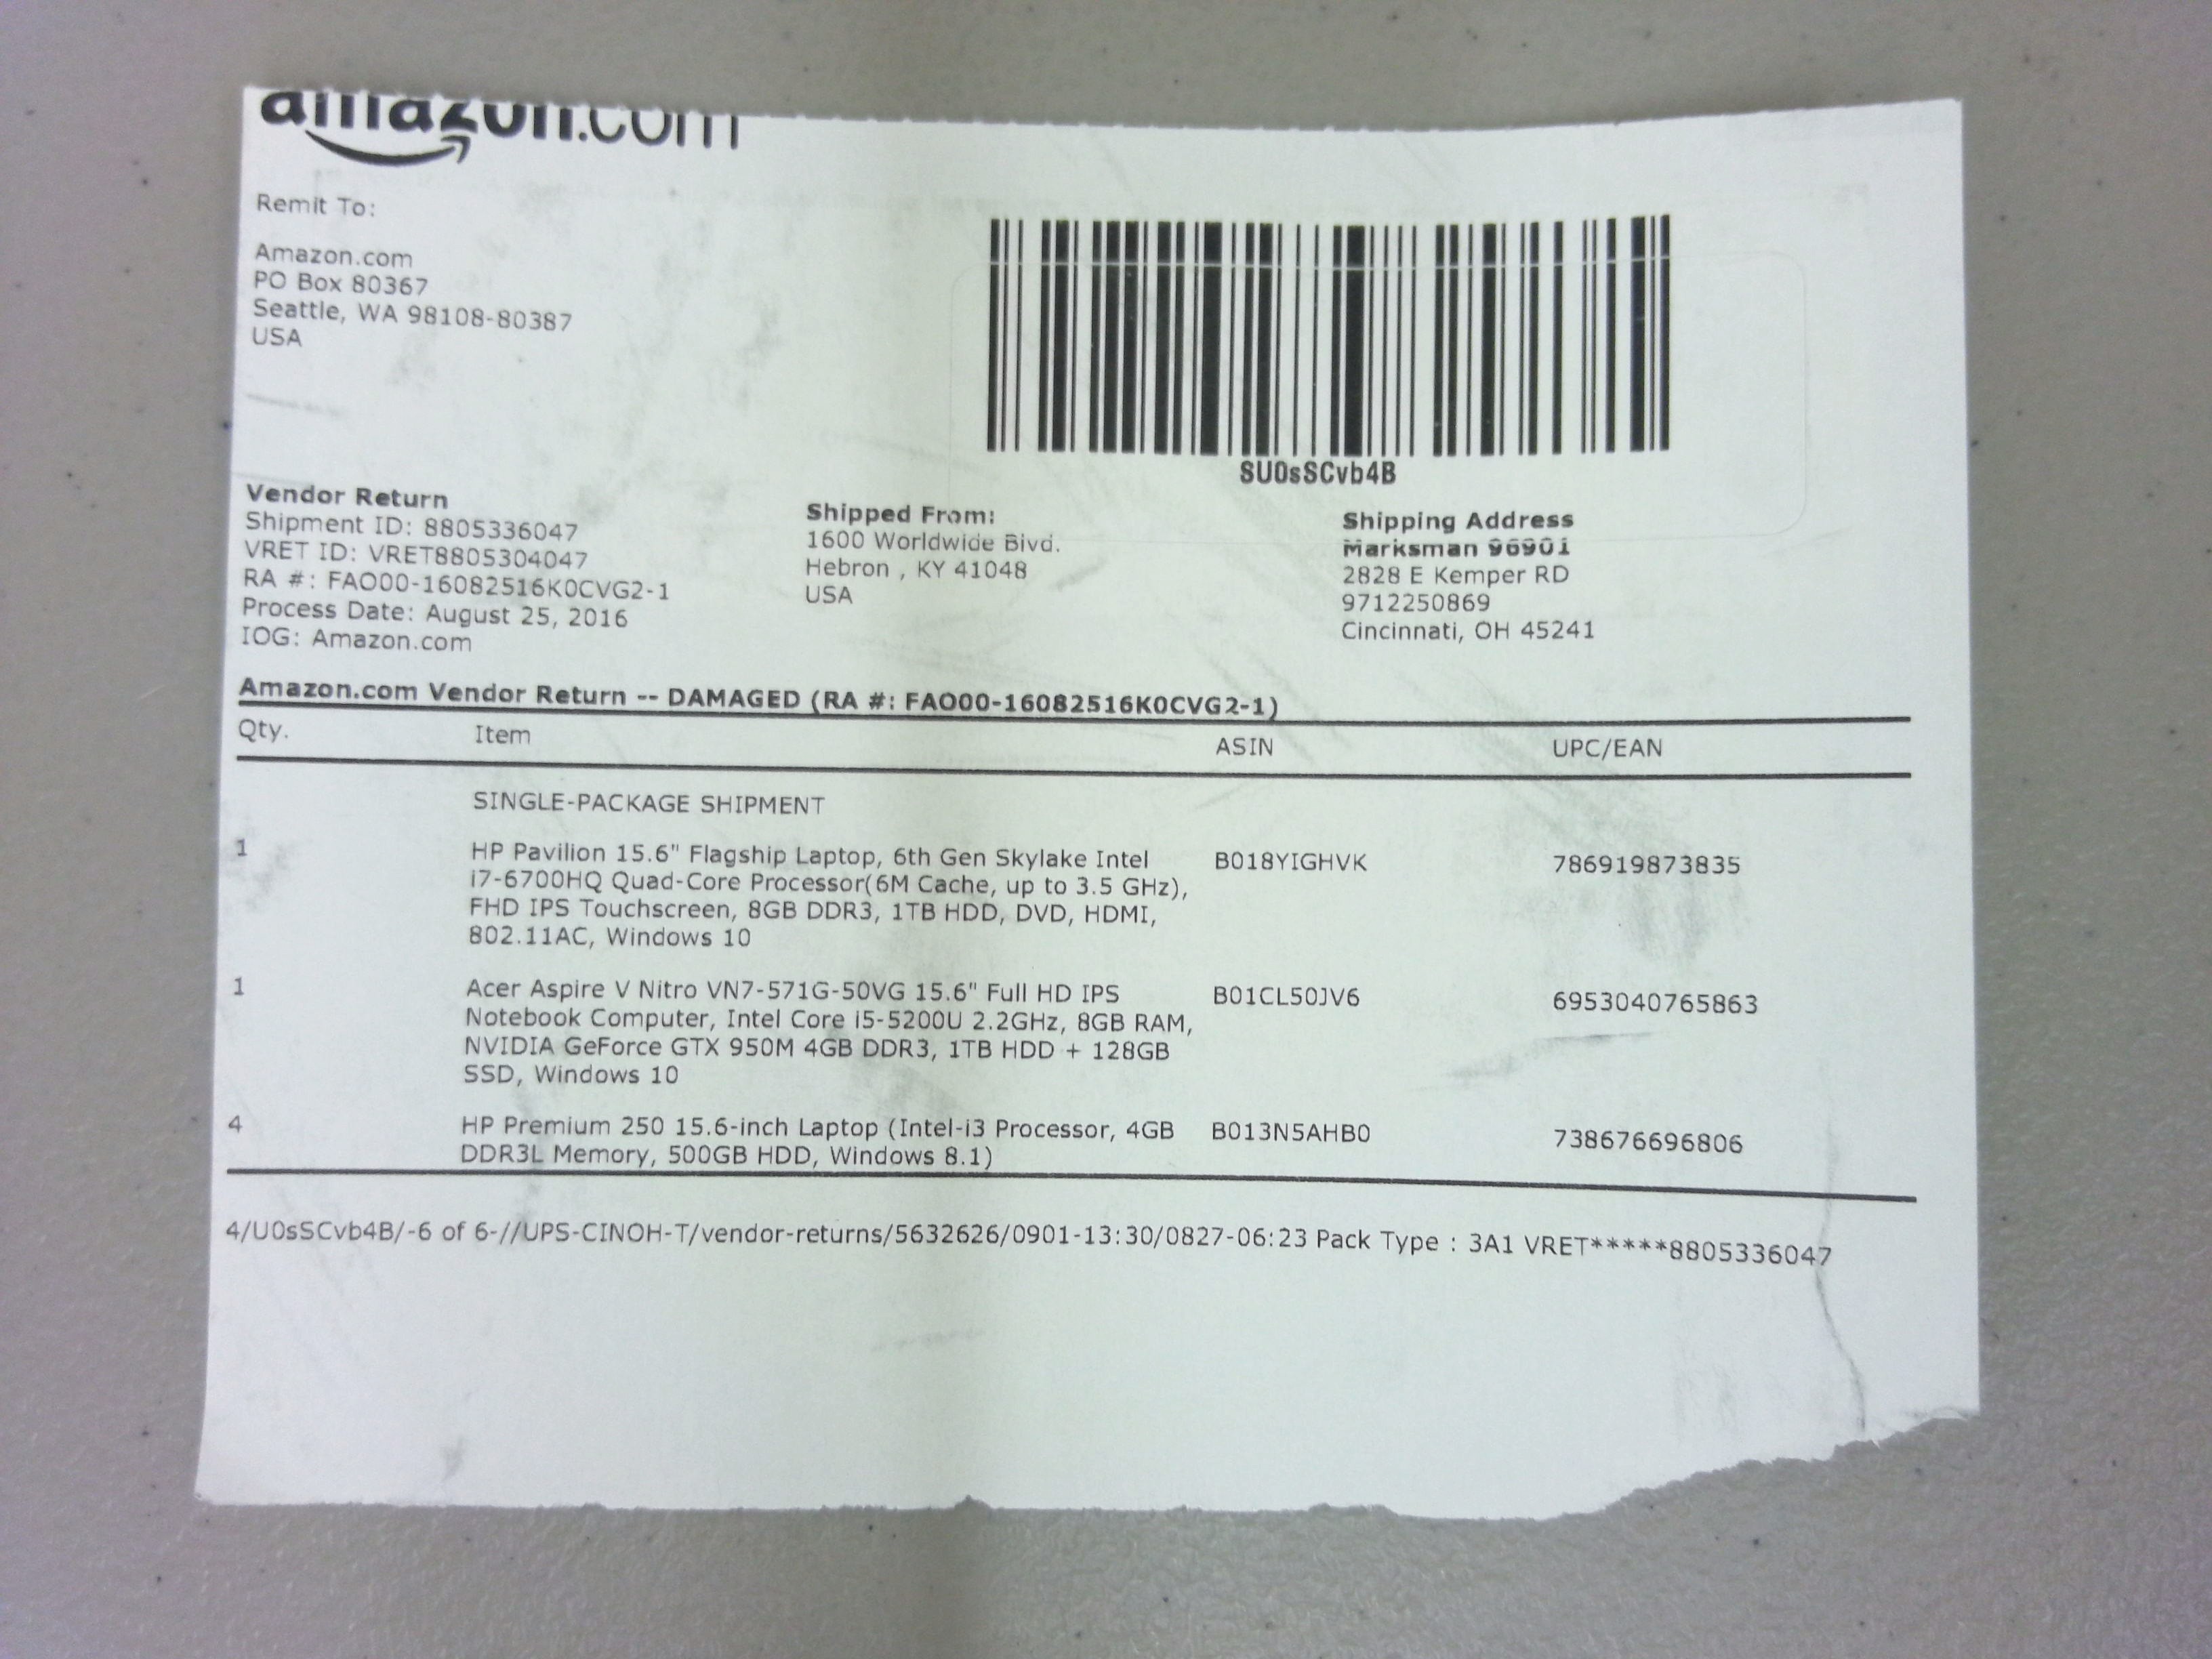 amazon.com
Remit To:
Amazon.com
PO Box 80367
Seattle, WA 98108-80387
USA
SU0sSCvb4B
Vendor Return
Shipment ID: 8805336047
VRET ID: VRET8805304047
RA #: FAO00-16082516K0CVG2-1
Process Date: August 25, 2016
IOG: Amazon.com
Shipped From:
1600 Worldwide Blvd.
Hebron , KY 41048
USA
Shipping Address
Marksman 96901
2828 E Kemper RD
9712250869
Cincinnati, OH 45241
Amazon.com Vendor Return -- DAMAGED (RA #: FAO00-16082516K0CVG2-1)
Qty. Item ASIN UPC/EAN
SINGLE-PACKAGE SHIPMENT
1 HP Pavilion 15.6" Flagship Laptop, 6th Gen Skylake Intel B018YIGHVK 786919873835
i7-6700HQ Quad-Core Processor(6M Cache, up to 3.5 GHz),
FHD IPS Touchscreen, 8GB DDR3, 1TB HDD, DVD, HDMI,
802.11AC, Windows 10
1 Acer Aspire V Nitro VN7-571G-50VG 15.6" Full HD IPS B01CL50JV6 6953040765863
Notebook Computer, Intel Core i5-5200U 2.2GHz, 8GB RAM,
NVIDIA GeForce GTX 950M 4GB DDR3, 1TB HDD + 128GB
SSD, Windows 10
4 HP Premium 250 15.6-inch Laptop (Intel-i3 Processor, 4GB B013N5AHB0 738676696806
DDR3L Memory, 500GB HDD, Windows 8.1)
4/U0sSCvb4B/-6 of 6-//UPS-CINOH-T/vendor-returns/5632626/0901-13:30/0827-06:23 Pack Type : 3A1 VRET*****8805336047